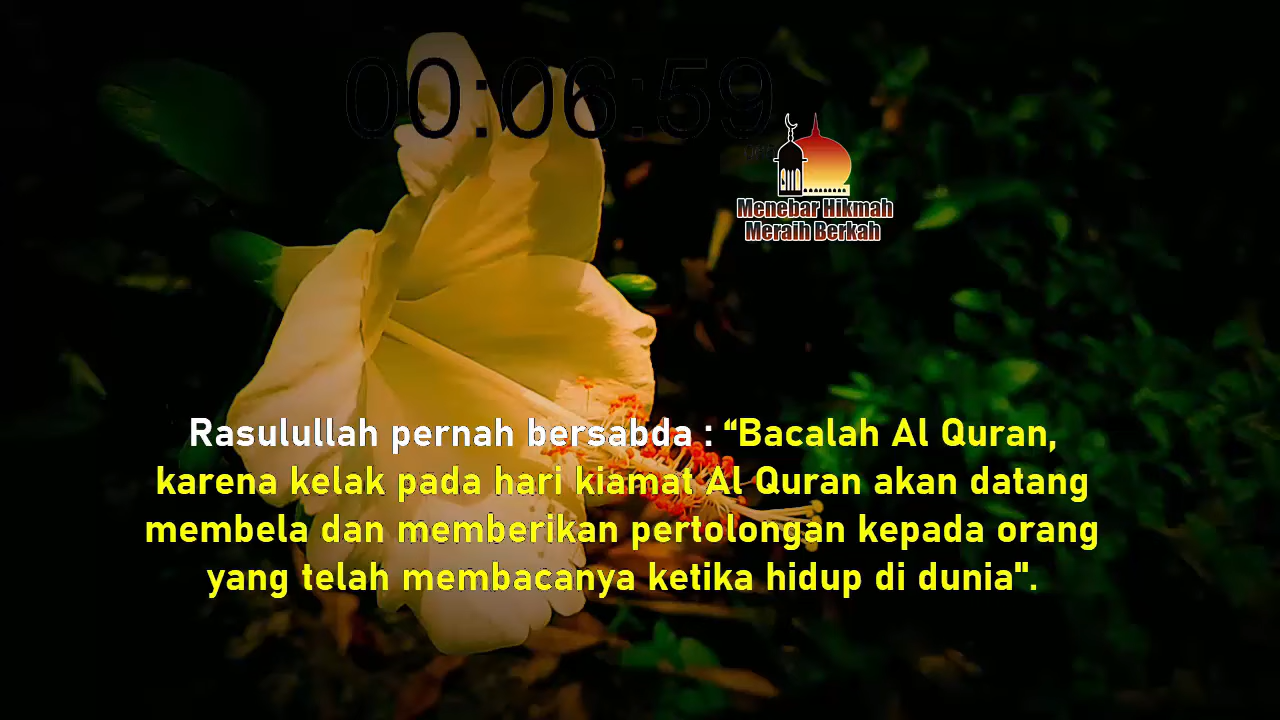 00:06:59
Menebar Hikmah
Meraih Berkah
Rasulullah pernah bersabda : “Bacalah Al Quran,
karena kelak pada hari kiamat Al Quran akan datang
membela dan memberikan pertolongan kepada orang
yang telah membacanya ketika hidup di dunia".